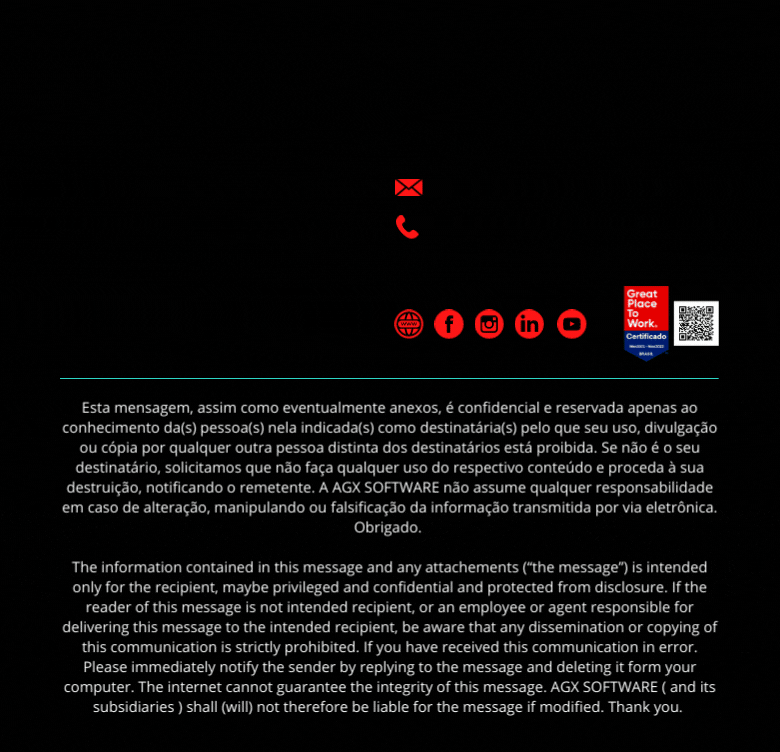 Great
Place
To
Work.
Certificado
BRASIL
Esta mensagem, assim como eventualmente anexos, é confidencial e reservada apenas ao
conhecimento da(s) pessoa(s) nela indicada(s) como destinatária(s) pelo que seu uso, divulgação
ou cópia por qualquer outra pessoa distinta dos destinatários está proibida. Se não é o seu
destinatário, solicitamos que não faça qualquer uso do respectivo conteúdo e proceda à sua
destruição, notificando o remetente. A AGX SOFTWARE não assume qualquer responsabilidade
em caso de alteração, manipulando ou falsificação da informação transmitida por via eletrônica.
Obrigado.
The information contained in this message and any attachements (“the message”) is intended
only for the recipient, maybe privileged and confidential and protected from disclosure. If the
reader of this message is not intended recipient, or an employee or agent responsible for
delivering this message to the intended recipient, be aware that any dissemination or copying of
this communication is strictly prohibited. If you have received this communication in error.
Please immediately notify the sender by replying to the message and deleting it form your
computer. The internet cannot guarantee the integrity of this message. AGX SOFTWARE ( and its
subsidiaries ) shall (will) not therefore be liable for the message if modified. Thank you.